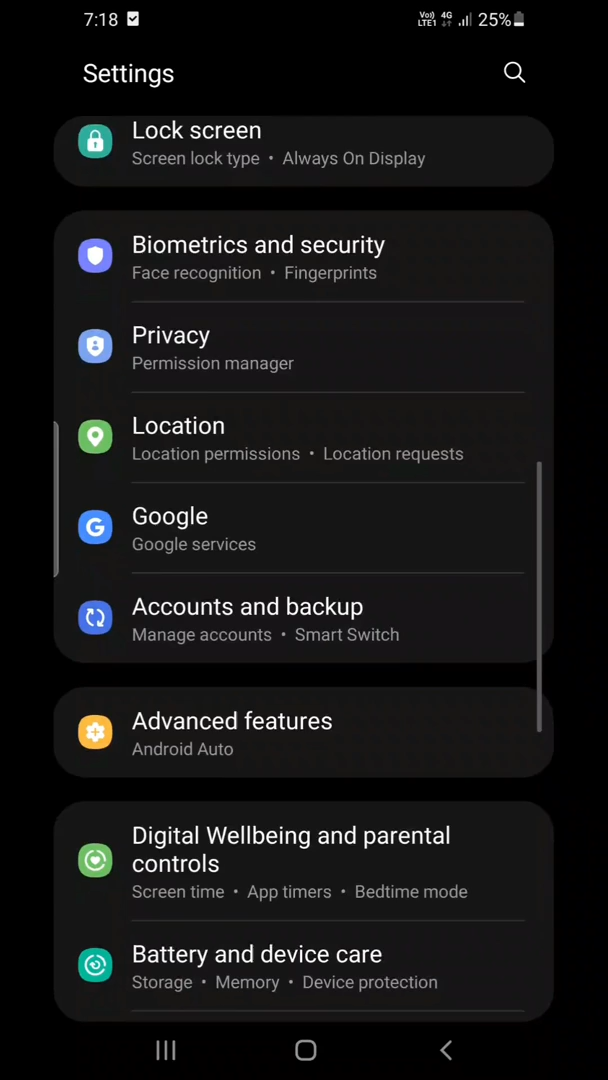 7:18 Vo)) LTE1 4G 25%
Settings
Lock screen
Screen lock type • Always On Display
Biometrics and security
Face recognition • Fingerprints
Privacy
Permission manager
Location
Location permissions • Location requests
Google
Google services
Accounts and backup
Manage accounts • Smart Switch
Advanced features
Android Auto
Digital Wellbeing and parental
controls
Screen time • App timers • Bedtime mode
Battery and device care
Storage • Memory • Device protection